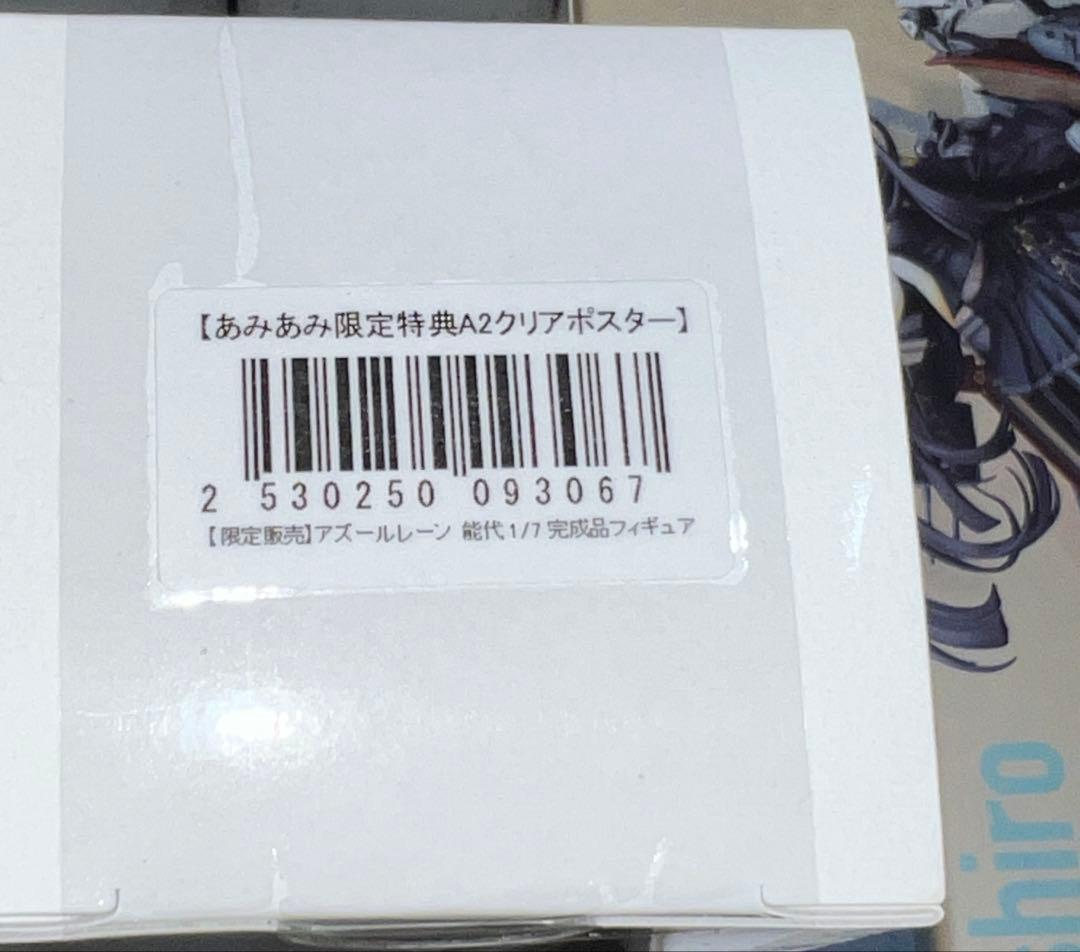 【あみあみ限定特典A2クリアポスター】
2 530250 093067
【限定販売】アズールレーン 能代 1/7 完成品フィギュア
hiro